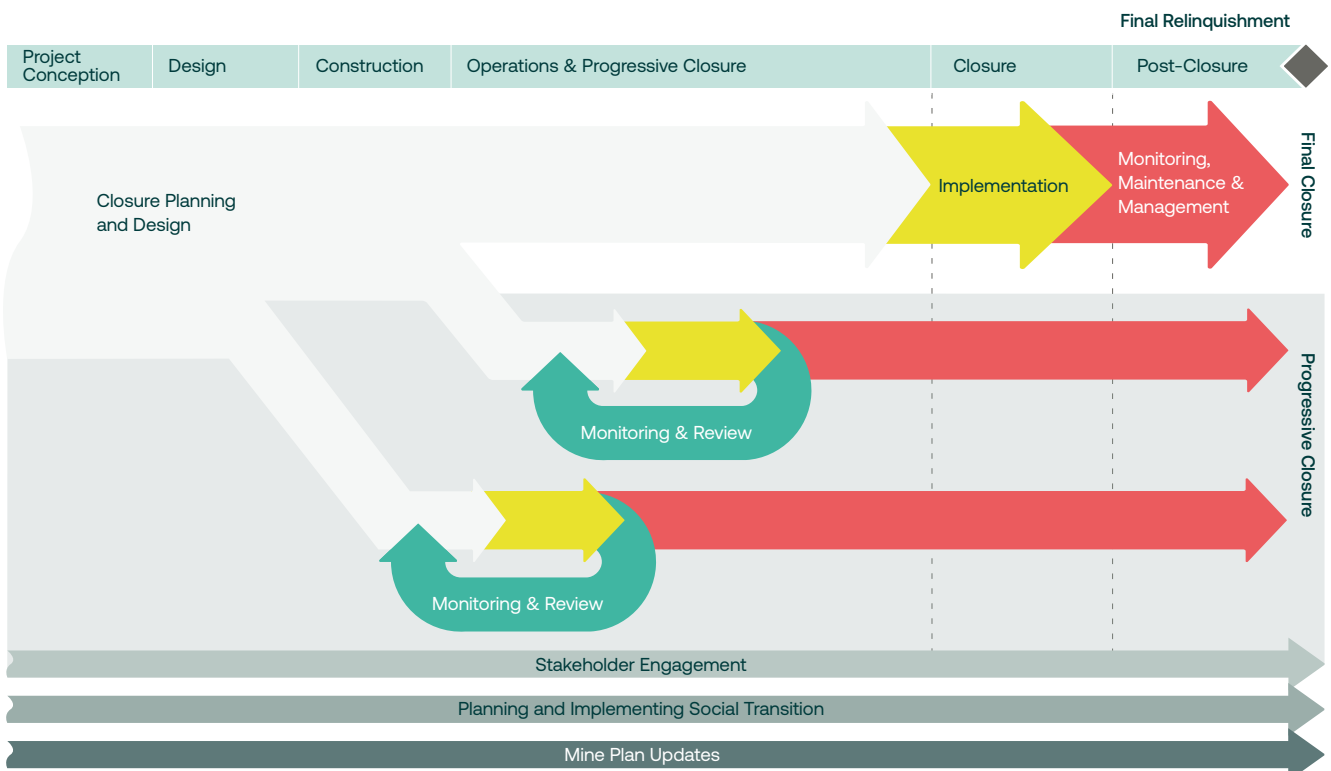 Final Relinquishment
Project
Conception
Design
Construction
Operations & Progressive Closure
Closure
Post-Closure
Closure Planning
and Design
Implementation
Monitoring,
Maintenance &
Management
Final Closure
Monitoring & Review
Progressive Closure
Monitoring & Review
Stakeholder Engagement
Planning and Implementing Social Transition
Mine Plan Updates